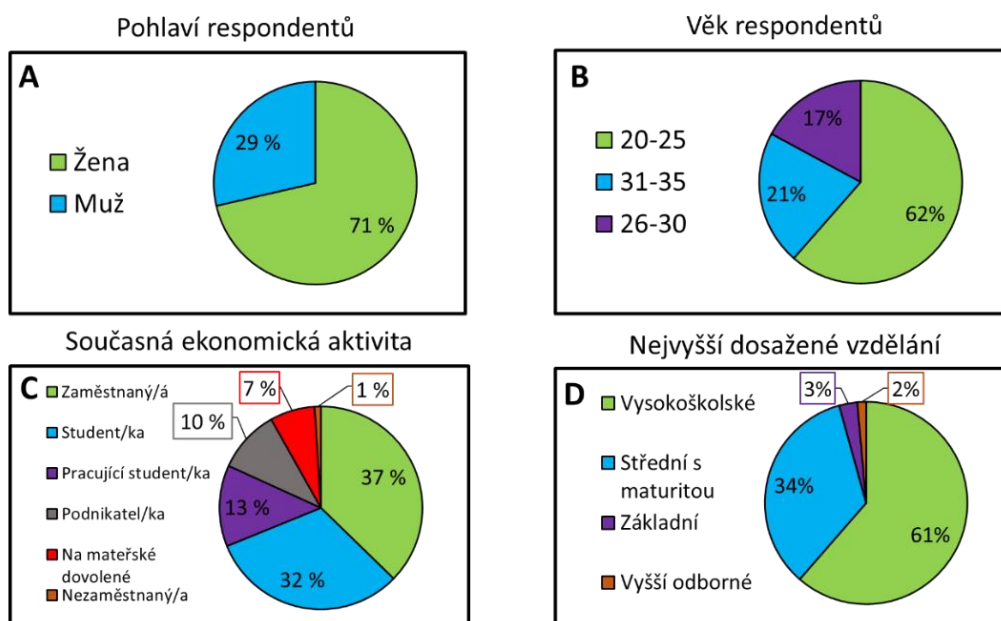 Pohlaví respondentů
A
Žena
Muž
29 %
71 %
Věk respondentů
B
20-25
31-35
26-30
17%
21%
62%
Současná ekonomická aktivita
C
Zaměstnaný/á
Student/ka
Pracující student/ka
Podnikatel/ka
Na mateřské
dovolené
Nezaměstnaný/a
7 %
1 %
10 %
37 %
13 %
32 %
Nejvyšší dosažené vzdělání
D
Vysokoškolské
Střední s
maturitou
Základní
Vyšší odborné
3%
2%
34%
61%